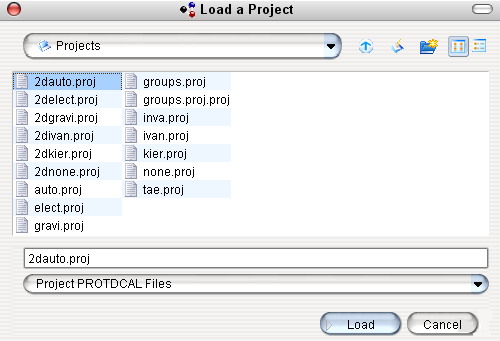 Load a Project
Projects
2dauto.proj
2delect.proj
2dgravi.proj
2divan.proj
2dkier.proj
2dnone.proj
auto.proj
elect.proj
gravi.proj
groups.proj
groups.proj.proj
inva.proj
ivan.proj
kier.proj
none.proj
tae.proj
2dauto.proj
Project PROTDCAL Files
Load
Cancel